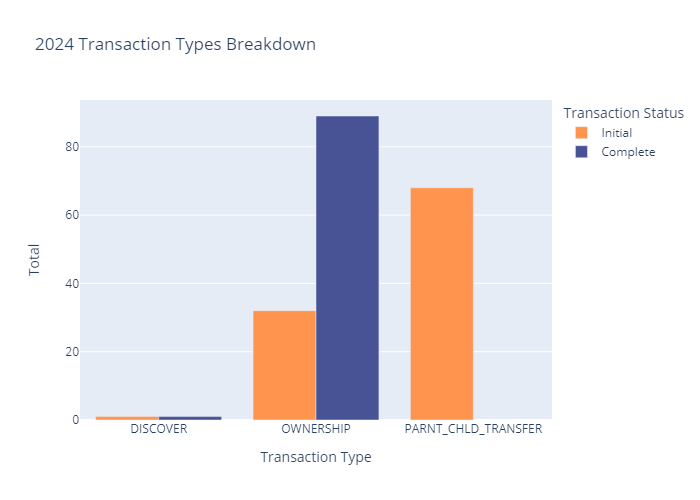 2024 Transaction Types Breakdown
Transaction Status
Initial
Complete
Total
80
60
40
20
0
DISCOVER
OWNERSHIP
PARNT_CHLD_TRANSFER
Transaction Type